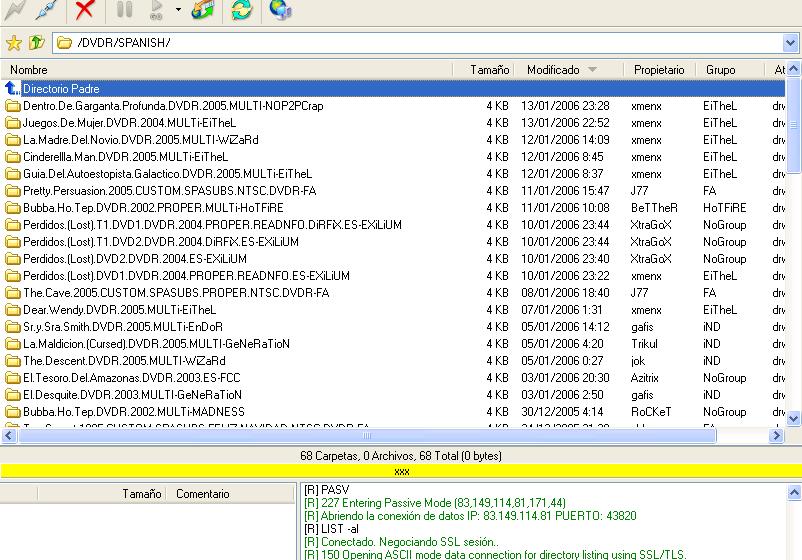 /DVDR/SPANISH/
Nombre Tamaño Modificado Propietario Grupo At
Directorio Padre
Dentro.De.Garganta.Profunda.DVDR.2005.MULTI-NOP2PCrap 4 KB 13/01/2006 23:28 xmenx EiTheL drw
Juegos.De.Mujer.DVDR.2004.MULTi-EiTheL 4 KB 13/01/2006 22:52 xmenx EiTheL drw
La.Madre.Del.Novio.DVDR.2005.MULTI-WiZaRd 4 KB 12/01/2006 14:09 xmenx EiTheL drw
Cinderellla.Man.DVDR.2005.MULTi-EiTheL 4 KB 12/01/2006 8:45 xmenx EiTheL drw
Guia.Del.Autoestopista.Galactico.DVDR.2005.MULTi-EiTheL 4 KB 12/01/2006 8:37 xmenx EiTheL drw
Pretty.Persuasion.2005.CUSTOM.SPASUBS.NTSC.DVDR-FA 4 KB 11/01/2006 15:47 J77 FA drw
Bubba.Ho.Tep.DVDR.2002.PROPER.MULTi-HoTFiRE 4 KB 11/01/2006 10:08 BeTTheR HoTFiRE drw
Perdidos.(Lost).T1.DVD1.DVDR.2004.PROPER.READNFO.DiRFiX.ES-EXiLiUM 4 KB 10/01/2006 23:44 XtraGoX NoGroup drw
Perdidos.(Lost).T1.DVD2.DVDR.2004.DiRFiX.ES-EXiLiUM 4 KB 10/01/2006 23:44 XtraGoX NoGroup drw
Perdidos.(Lost).DVD2.DVDR.2004.ES-EXiLiUM 4 KB 10/01/2006 23:40 XtraGoX NoGroup drw
Perdidos.(Lost).DVD1.DVDR.2004.PROPER.READNFO.ES-EXiLiUM 4 KB 10/01/2006 23:22 xmenx EiTheL drw
The.Cave.2005.CUSTOM.SPASUBS.PROPER.NTSC.DVDR-FA 4 KB 08/01/2006 18:40 J77 FA drw
Dear.Wendy.DVDR.2005.MULTi-EiTheL 4 KB 07/01/2006 1:31 xmenx EiTheL drw
Sr.y.Sra.Smith.DVDR.2005.MULTi-EnDoR 4 KB 05/01/2006 14:12 gafis iND drw
La.Maldicion.(Cursed).DVDR.2005.MULTI-GeNeRaTioN 4 KB 05/01/2006 4:20 Trikul iND drw
The.Descent.DVDR.2005.MULTI-WiZaRd 4 KB 05/01/2006 0:27 jok iND drw
El.Tesoro.Del.Amazonas.DVDR.2003.ES-FCC 4 KB 03/01/2006 20:30 Azitrix NoGroup drw
El.Desquite.DVDR.2003.MULTI-GeNeRaTioN 4 KB 03/01/2006 2:50 gafis iND drw
Bubba.Ho.Tep.DVDR.2002.MULTi-MADNESS 4 KB 30/12/2005 4:14 RoCKeT NoGroup drw
68 Carpetas, 0 Archivos, 68 Total (0 bytes)
xxx
Tamaño Comentario
[R] PASV
[R] 227 Entering Passive Mode (83,149,114,81,171,44)
[R] Abriendo la conexión de datos IP: 83.149.114.81 PUERTO: 43820
[R] LIST -al
[R] Conectado. Negociando SSL sesión..
[R] 150 Opening ASCII mode data connection for directory listing using SSL/TLS.